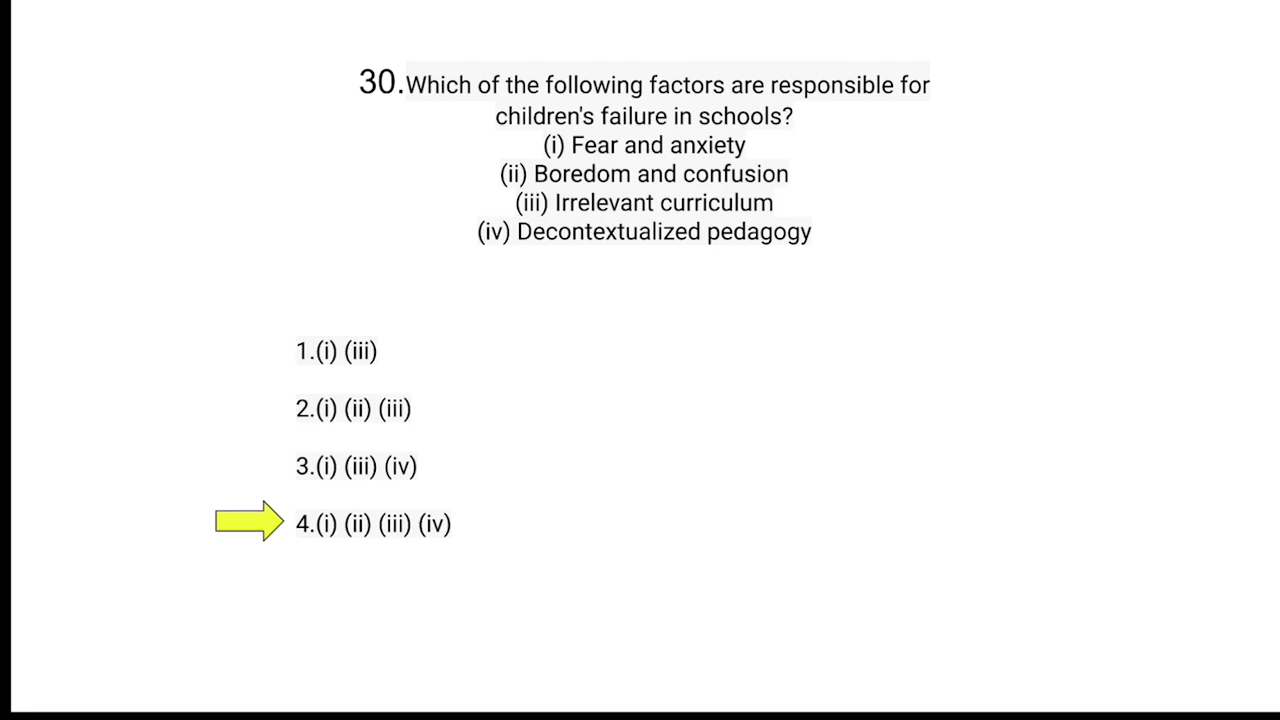 30.Which of the following factors are responsible for
children's failure in schools?
(i) Fear and anxiety
(ii) Boredom and confusion
(iii) Irrelevant curriculum
(iv) Decontextualized pedagogy
1.(i) (iii)
2.(i) (ii) (iii)
3.(i) (iii) (iv)
4.(i) (ii) (iii) (iv)